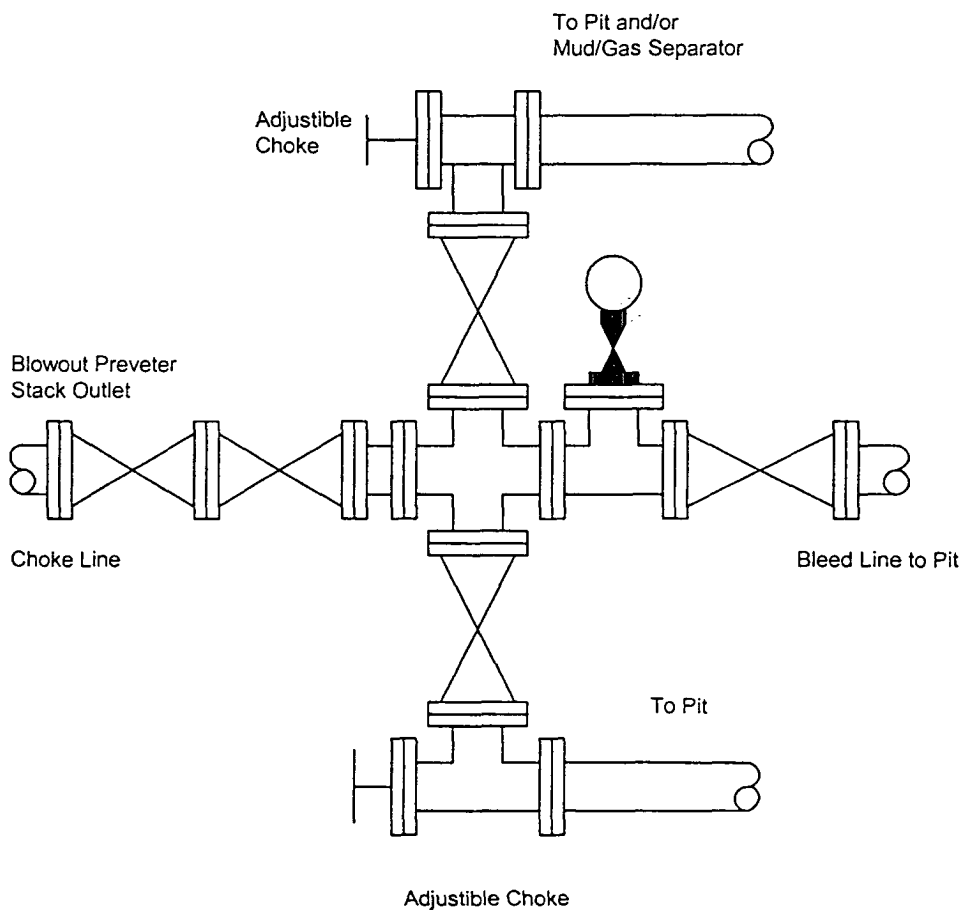 To Pit and/or
Mud/Gas Separator
Adjustible
Choke
Blowout Preveter
Stack Outlet
Choke Line
Bleed Line to Pit
To Pit
Adjustible Choke